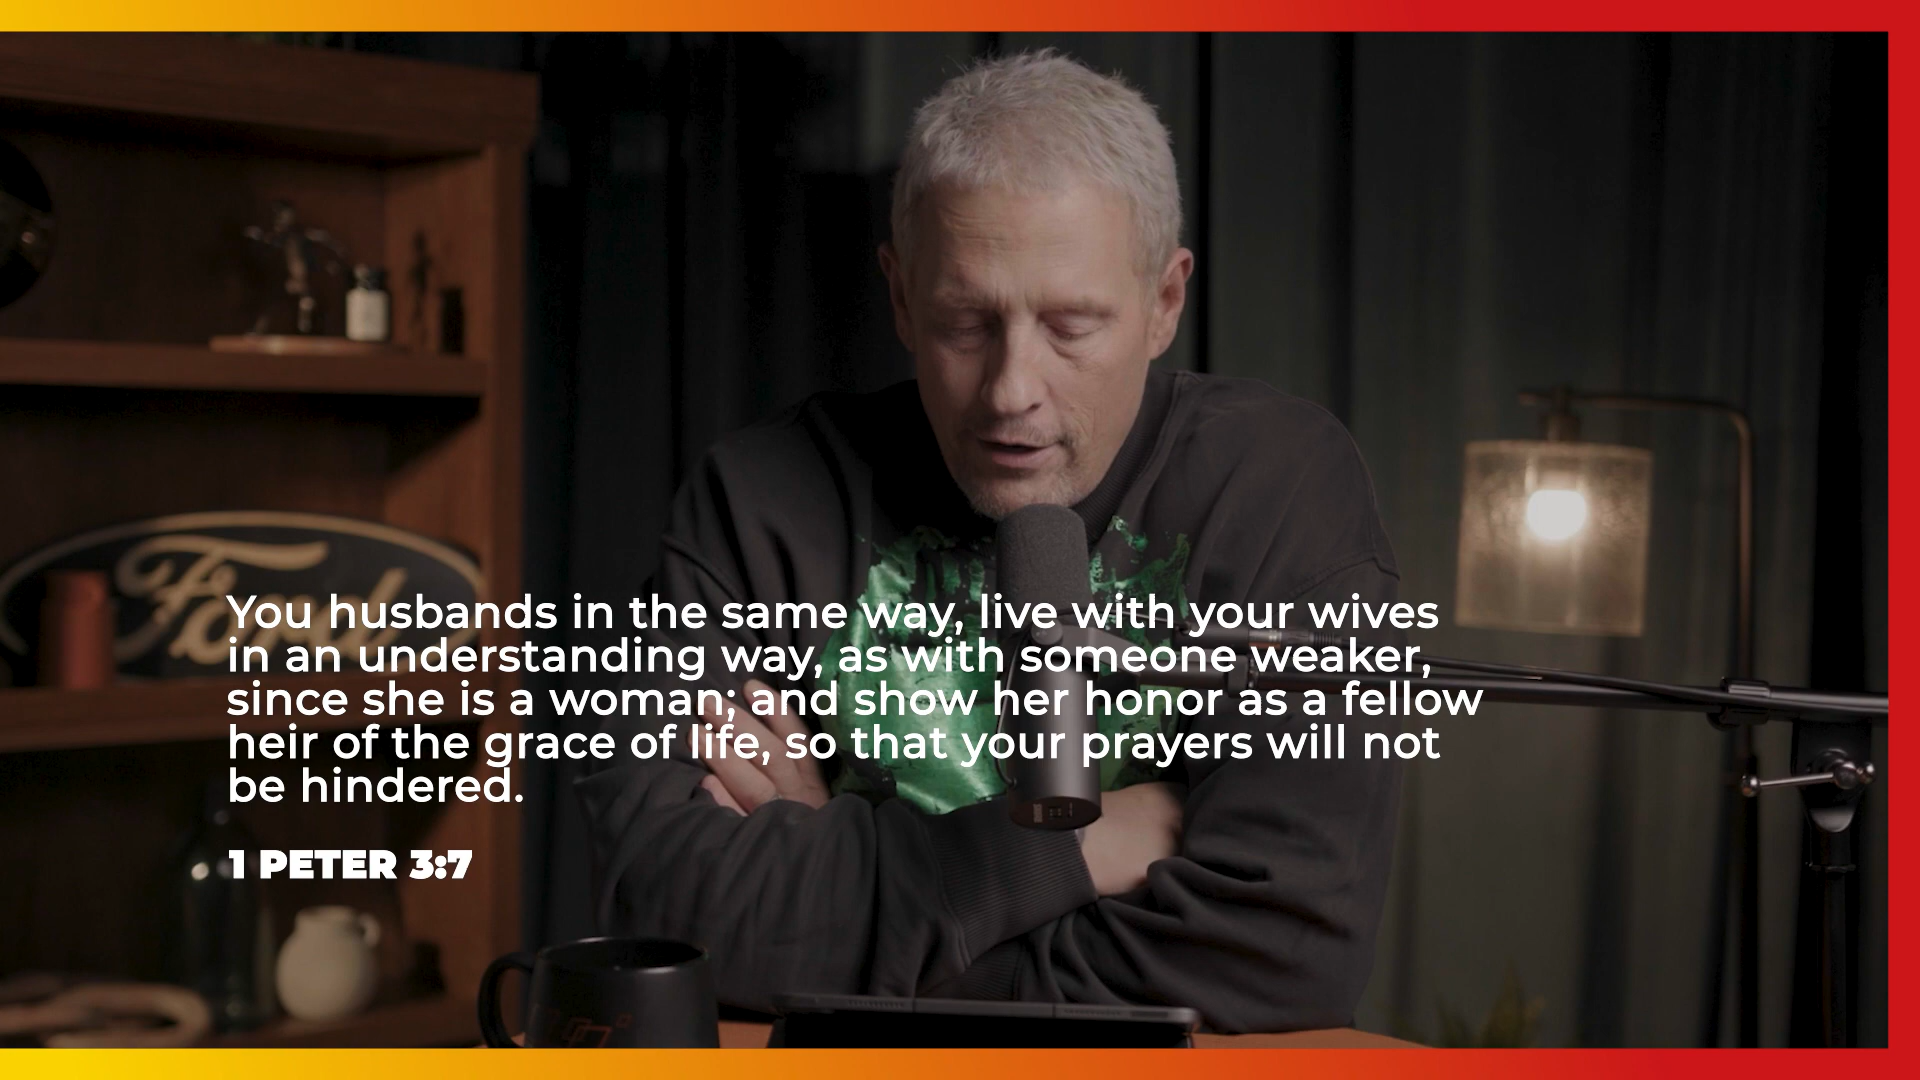 Ford
You husbands in the same way, live with your wives
in an understanding way, as with someone weaker,
since she is a woman; and show her honor as a fellow
heir of the grace of life, so that your prayers will not
be hindered.
1 PETER 3:7